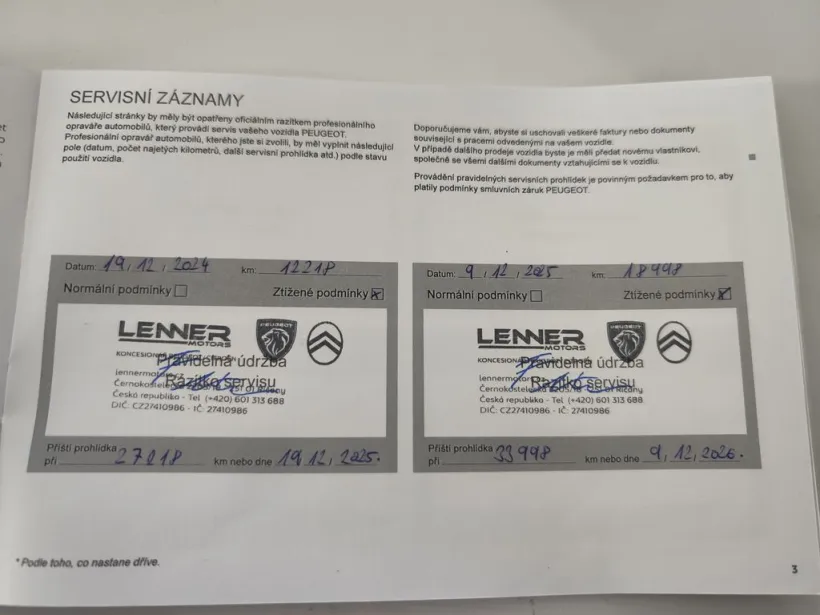 SERVISNÍ ZÁZNAMY
Následující stránky by měly být opatřeny oficiálním razítkem profesionálního
opraváře automobilů, který provádí servis vašeho vozidla PEUGEOT.
Profesionální opravář automobilů, kterého jste si zvolili, by měl vyplnit následující
pole (datum, počet najetých kilometrů, další servisní prohlídka atd.) podle stavu
použití vozidla.
Doporučujeme vám, abyste si uschovali veškeré faktury nebo dokumenty
související s pracemi odvedenými na vašem vozidle.
V případě dalšího prodeje vozidla byste je měli předat novému vlastníkovi,
společně se všemi dalšími dokumenty vztahujícími se k vozidlu.
Provádění pravidelných servisních prohlídek je povinným požadavkem pro to, aby
platily podmínky smluvních záruk PEUGEOT.
Datum: 19, 12, 2024 km: 12218
Normální podmínky Ztížené podmínky
LENNER
MOTORS
PEUGEOT
Pravidelná údržba
Razítko servisu
Česká republika - Tel (+420) 601 313 688
DIČ: CZ27410986 - IČ: 27410986
Příští prohlídka
při 27218 km nebo dne 19, 12, 2025.
Datum: 9, 12, 2025 km: 18998
Normální podmínky Ztížené podmínky
LENNER
MOTORS
PEUGEOT
Pravidelná údržba
Razítko servisu
Česká republika - Tel (+420) 601 313 688
DIČ: CZ27410986 - IČ: 27410986
Příští prohlídka
při 33998 km nebo dne 9, 12, 2026.
* Podle toho, co nastane dříve.
3